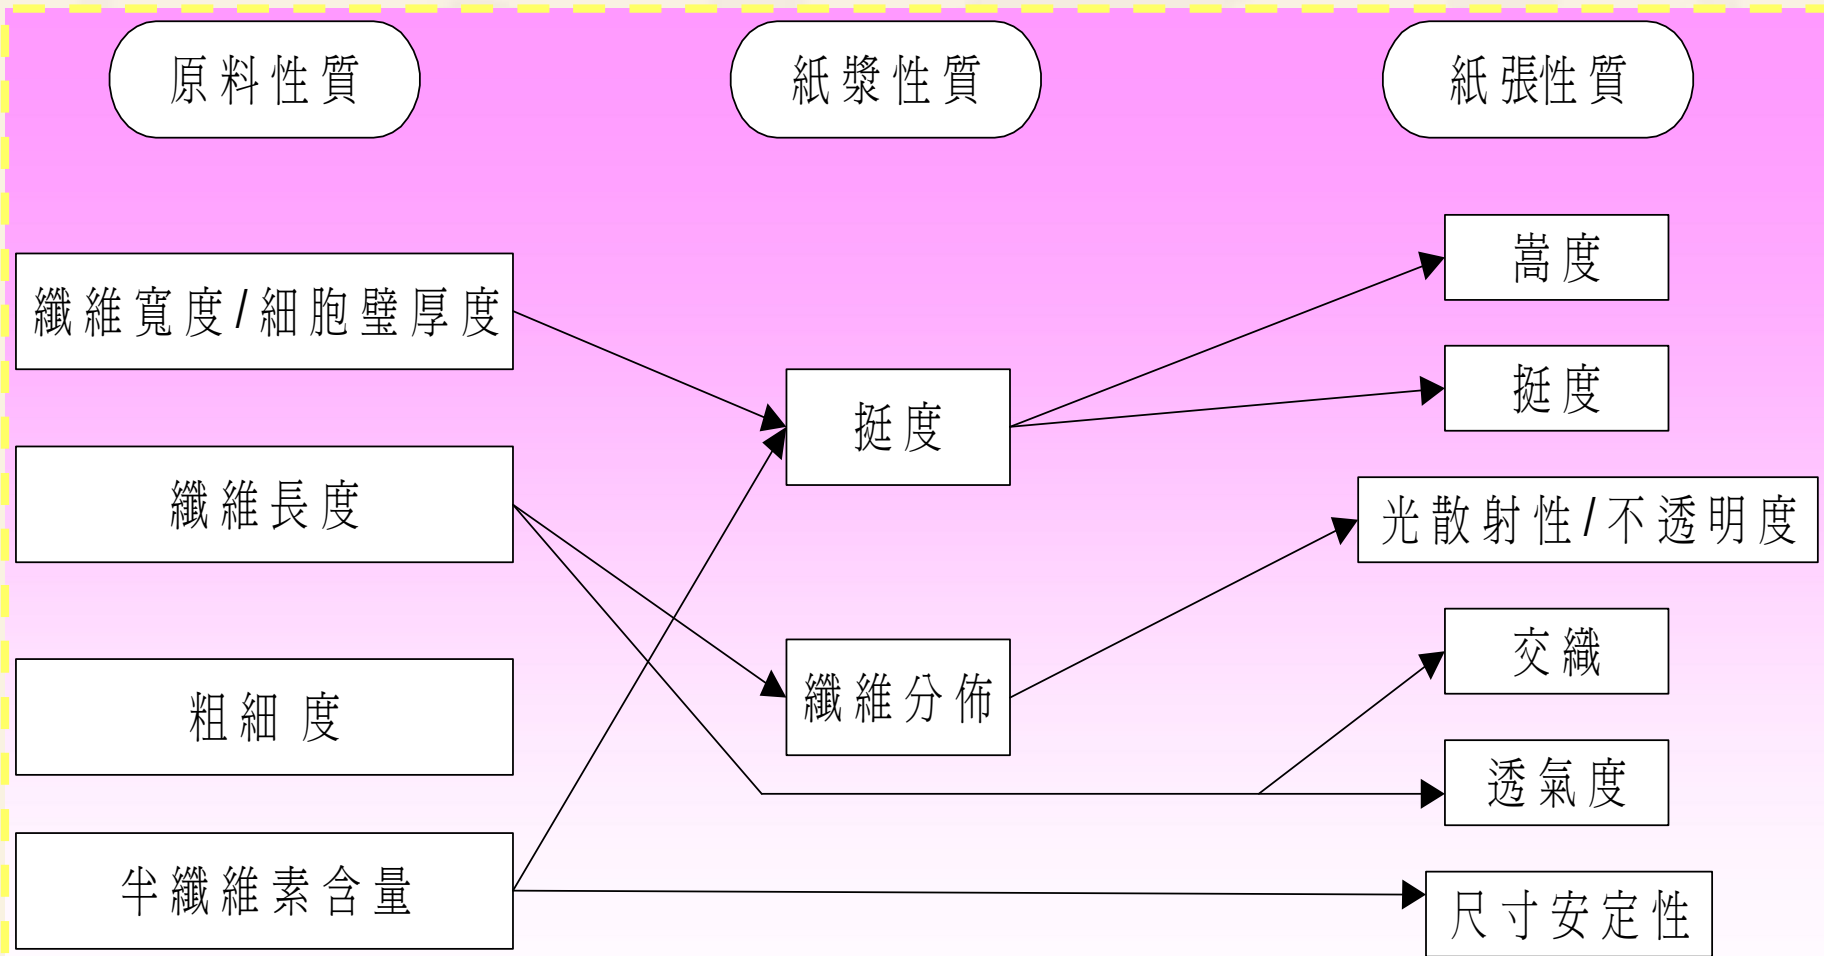 原料性質
紙漿性質
紙張性質
纖維寬度/細胞壁厚度
纖維長度
粗細 度
半纖維素含量
挺度
纖維分佈
嵩度
挺度
光散射性/不透明度
交織
透氣度
尺寸安定性